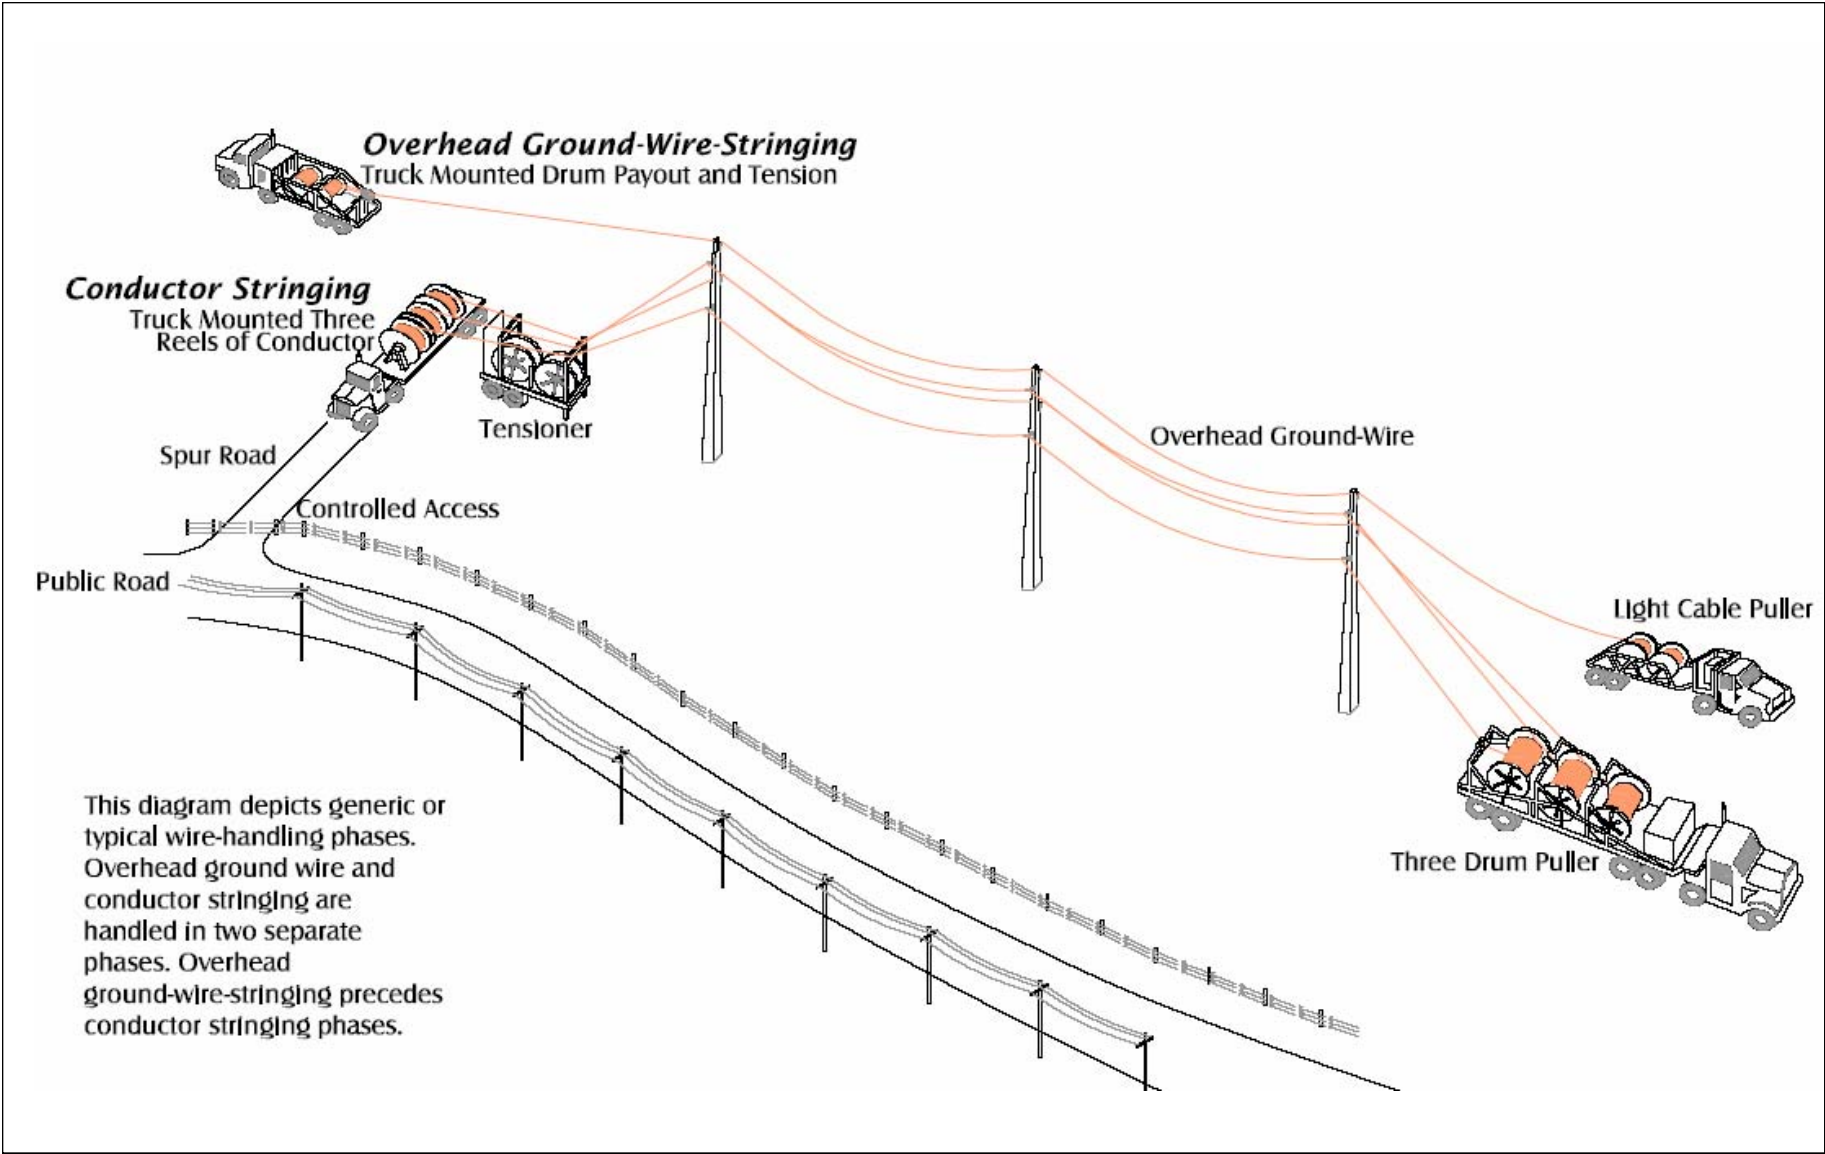 Overhead Ground-Wire-Stringing
Truck Mounted Drum Payout and Tension
Conductor Stringing
Truck Mounted Three
Reels of Conductor
Tensioner
Spur Road
Controlled Access
Public Road
Overhead Ground-Wire
Light Cable Puller
Three Drum Puller
This diagram depicts generic or
typical wire-handling phases.
Overhead ground wire and
conductor stringing are
handled in two separate
phases. Overhead
ground-wire-stringing precedes
conductor stringing phases.